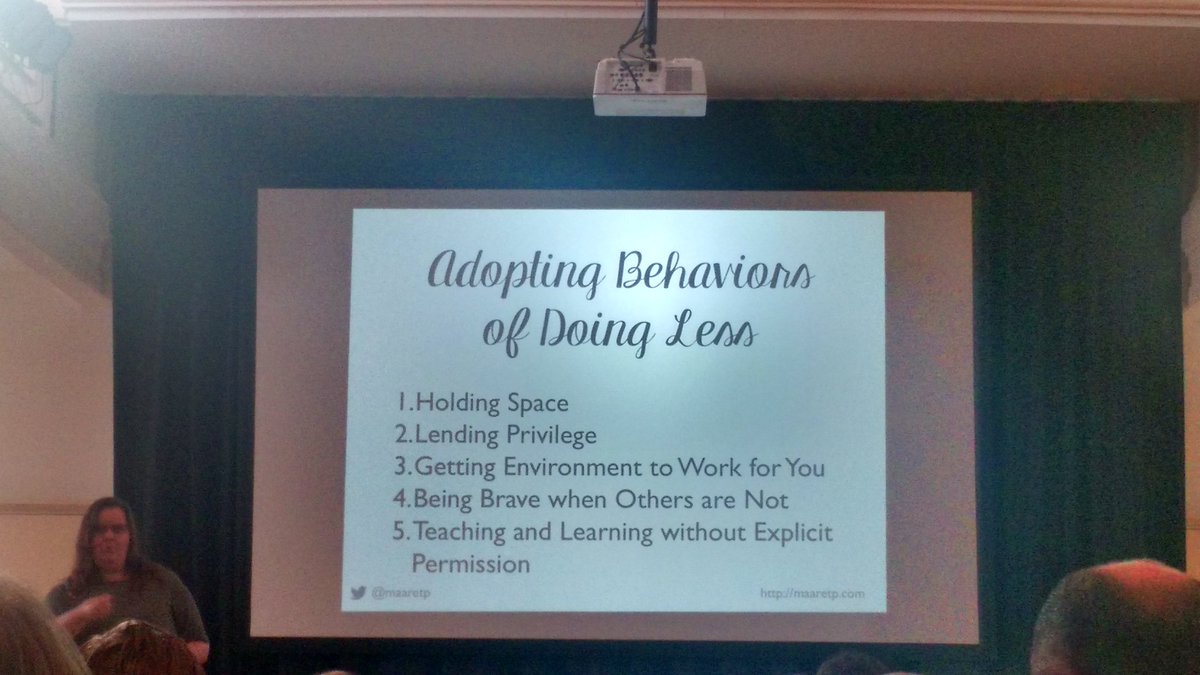 Adopting Behaviors
of Doing Less
1.Holding Space
2.Lending Privilege
3.Getting Environment to Work for You
4.Being Brave when Others are Not
5.Teaching and Learning without Explicit
Permission
@maaretp
http://maaretp.com